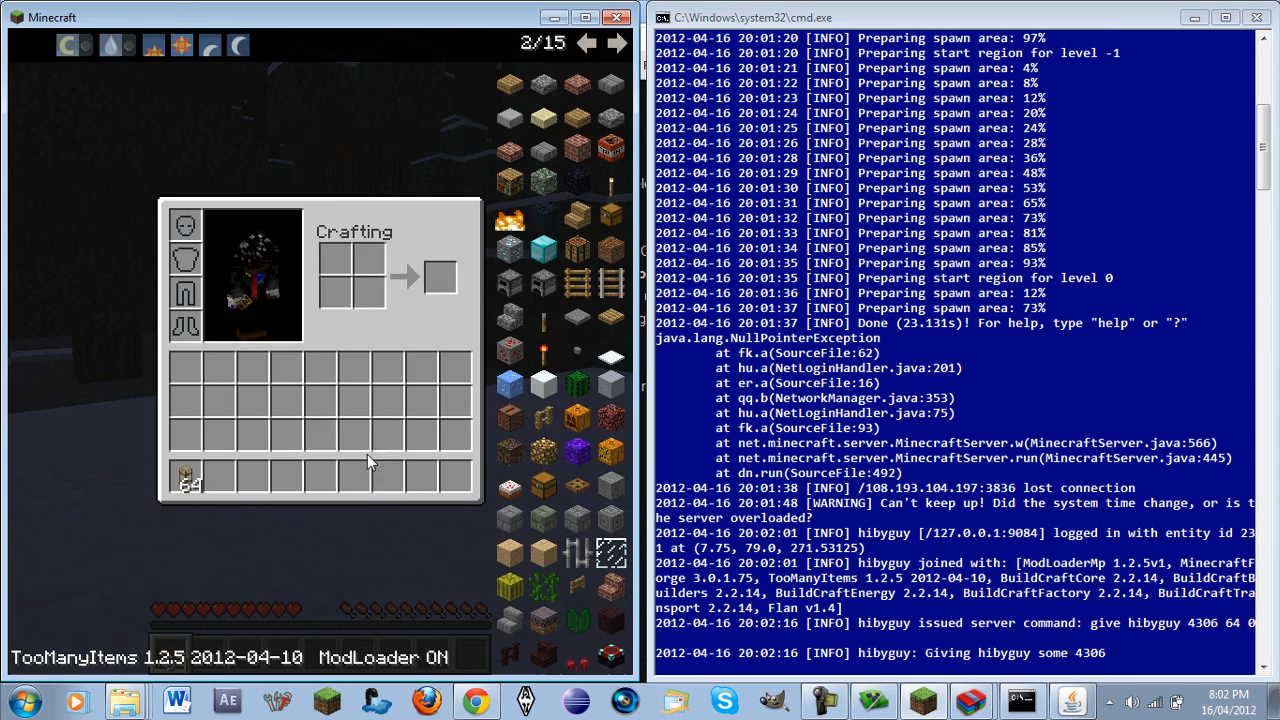 Minecraft
2/15
Crafting
64
TooManyItems 1.2.5 2012-04-10 ModLoader ON
C:\Windows\system32\cmd.exe
2012-04-16 20:01:20 [INFO] Preparing spawn area: 97%
2012-04-16 20:01:20 [INFO] Preparing start region for level -1
2012-04-16 20:01:21 [INFO] Preparing spawn area: 4%
2012-04-16 20:01:22 [INFO] Preparing spawn area: 8%
2012-04-16 20:01:23 [INFO] Preparing spawn area: 12%
2012-04-16 20:01:24 [INFO] Preparing spawn area: 20%
2012-04-16 20:01:25 [INFO] Preparing spawn area: 24%
2012-04-16 20:01:26 [INFO] Preparing spawn area: 28%
2012-04-16 20:01:28 [INFO] Preparing spawn area: 36%
2012-04-16 20:01:29 [INFO] Preparing spawn area: 48%
2012-04-16 20:01:30 [INFO] Preparing spawn area: 53%
2012-04-16 20:01:31 [INFO] Preparing spawn area: 65%
2012-04-16 20:01:32 [INFO] Preparing spawn area: 73%
2012-04-16 20:01:33 [INFO] Preparing spawn area: 81%
2012-04-16 20:01:34 [INFO] Preparing spawn area: 85%
2012-04-16 20:01:35 [INFO] Preparing spawn area: 93%
2012-04-16 20:01:35 [INFO] Preparing start region for level 0
2012-04-16 20:01:36 [INFO] Preparing spawn area: 12%
2012-04-16 20:01:37 [INFO] Preparing spawn area: 73%
2012-04-16 20:01:37 [INFO] Done (23.131s)! For help, type "help" or "?"
java.lang.NullPointerException
at fk.a(SourceFile:62)
at hu.a(NetLoginHandler.java:201)
at er.a(SourceFile:16)
at qq.b(NetworkManager.java:353)
at hu.a(NetLoginHandler.java:75)
at fk.a(SourceFile:93)
at net.minecraft.server.MinecraftServer.w(MinecraftServer.java:566)
at net.minecraft.server.MinecraftServer.run(MinecraftServer.java:445)
at dn.run(SourceFile:492)
2012-04-16 20:01:38 [INFO] /108.193.104.197:3836 lost connection
2012-04-16 20:01:48 [WARNING] Can't keep up! Did the system time change, or is t
he server overloaded?
2012-04-16 20:02:01 [INFO] hibyguy [/127.0.0.1:9084] logged in with entity id 23
1 at (7.75, 79.0, 271.53125)
2012-04-16 20:02:01 [INFO] hibyguy joined with: [ModLoaderMp 1.2.5v1, MinecraftF
orge 3.0.1.75, TooManyItems 1.2.5 2012-04-10, BuildCraftCore 2.2.14, BuildCraftB
uilders 2.2.14, BuildCraftEnergy 2.2.14, BuildCraftFactory 2.2.14, BuildCraftTra
nsport 2.2.14, Flan v1.4]
2012-04-16 20:02:16 [INFO] hibyguy issued server command: give hibyguy 4306 64 0
2012-04-16 20:02:16 [INFO] hibyguy: Giving hibyguy some 4306
8:02 PM
16/04/2012